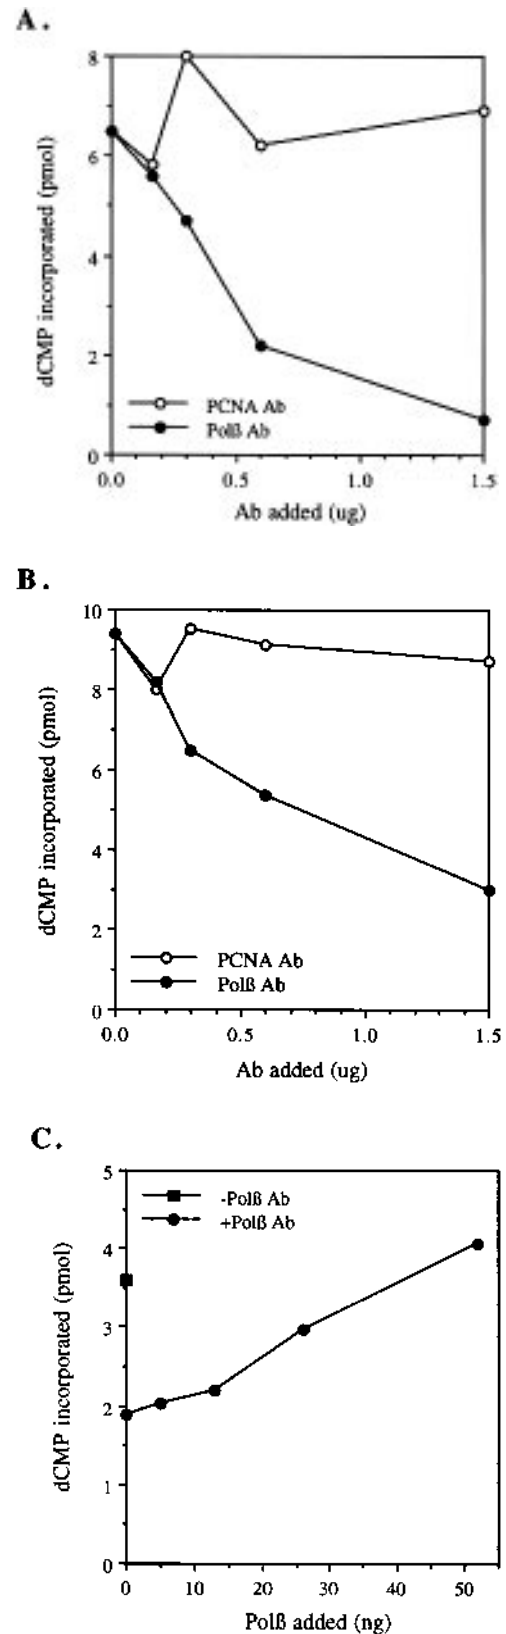 A.
8
6
4
2
0
dCMP incorporated (pmol)
PCNA Ab
Polß Ab
0.0 0.5 1.0 1.5
Ab added (ug)
B.
10
8
6
4
2
0
dCMP incorporated (pmol)
PCNA Ab
Polß Ab
0.0 0.5 1.0 1.5
Ab added (ug)
C.
5
4
3
2
1
0
dCMP incorporated (pmol)
-Polß Ab
+Polß Ab
0 10 20 30 40 50
Polß added (ng)